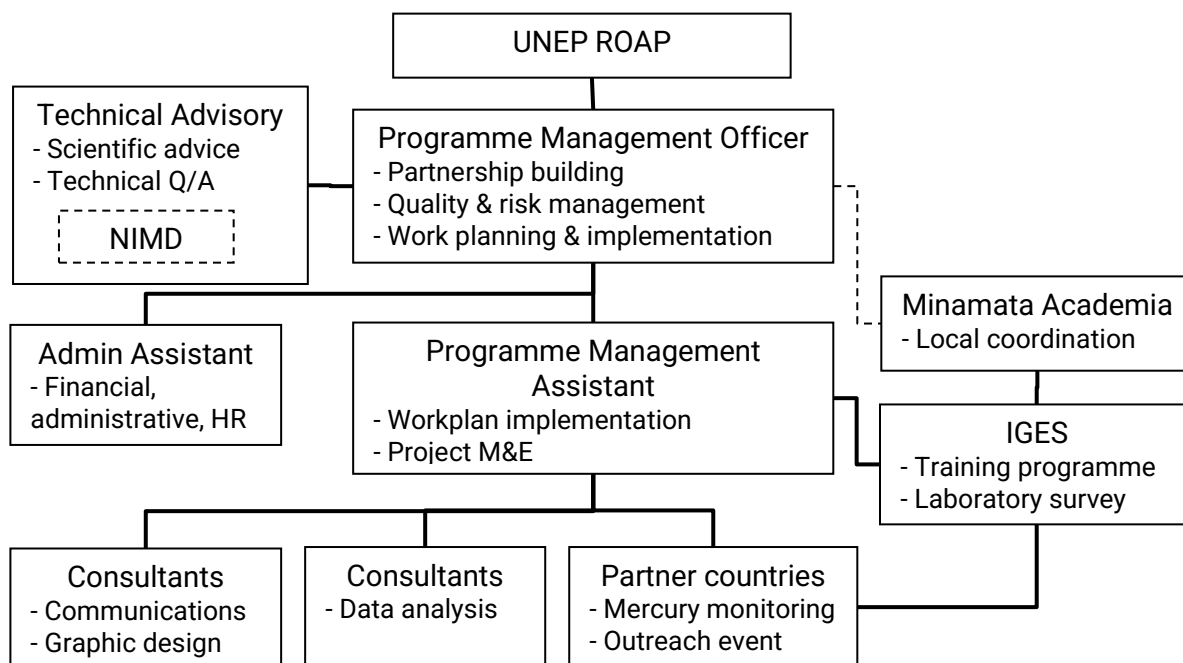 UNEP ROAP
Technical Advisory
- Scientific advice
- Technical Q/A
NIMD
Programme Management Officer
- Partnership building
- Quality & risk management
- Work planning & implementation
Minamata Academia
- Local coordination
Admin Assistant
- Financial,
administrative, HR
Programme Management
Assistant
- Workplan implementation
- Project M&E
IGES
- Training programme
- Laboratory survey
Consultants
- Communications
- Graphic design
Consultants
- Data analysis
Partner countries
- Mercury monitoring
- Outreach event